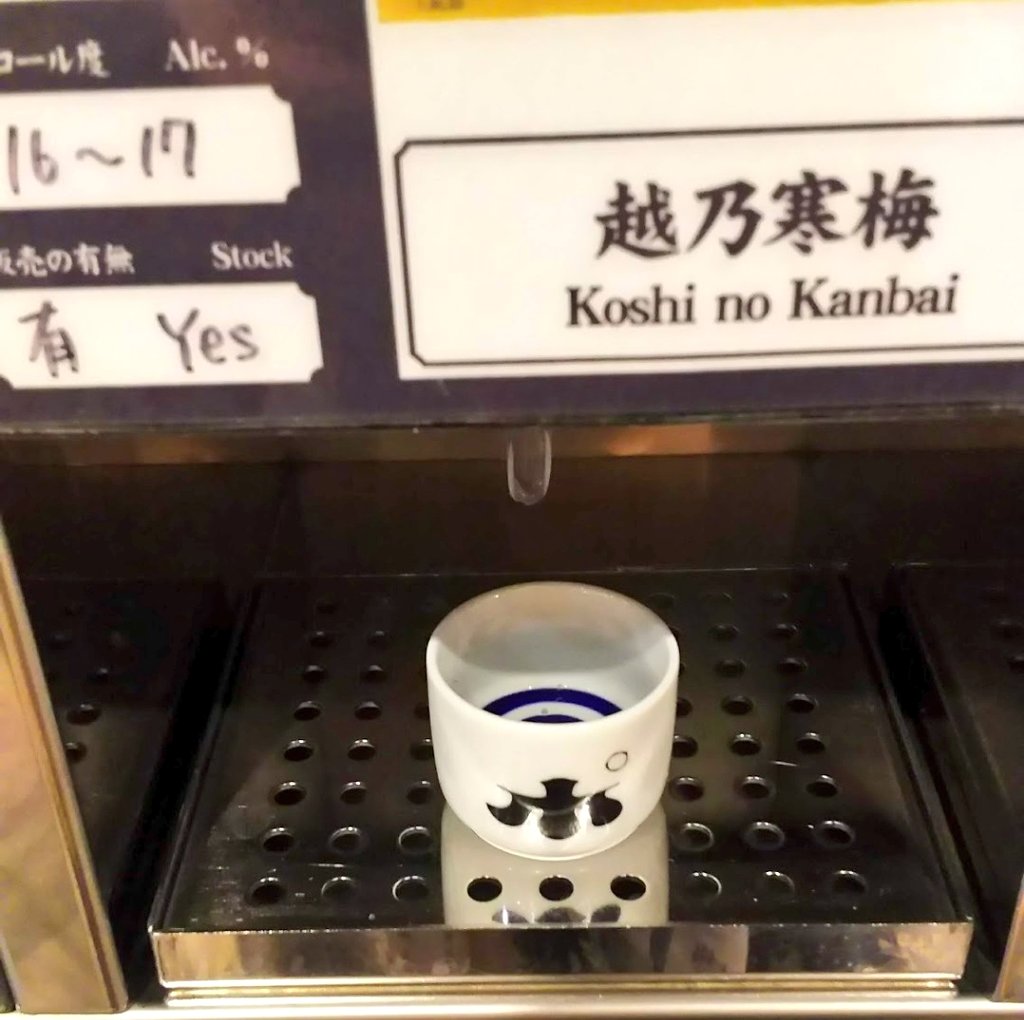 コール度 Alc. %
16～17
販売の有無 Stock
有 Yes
越乃寒梅
Koshi no Kanbai